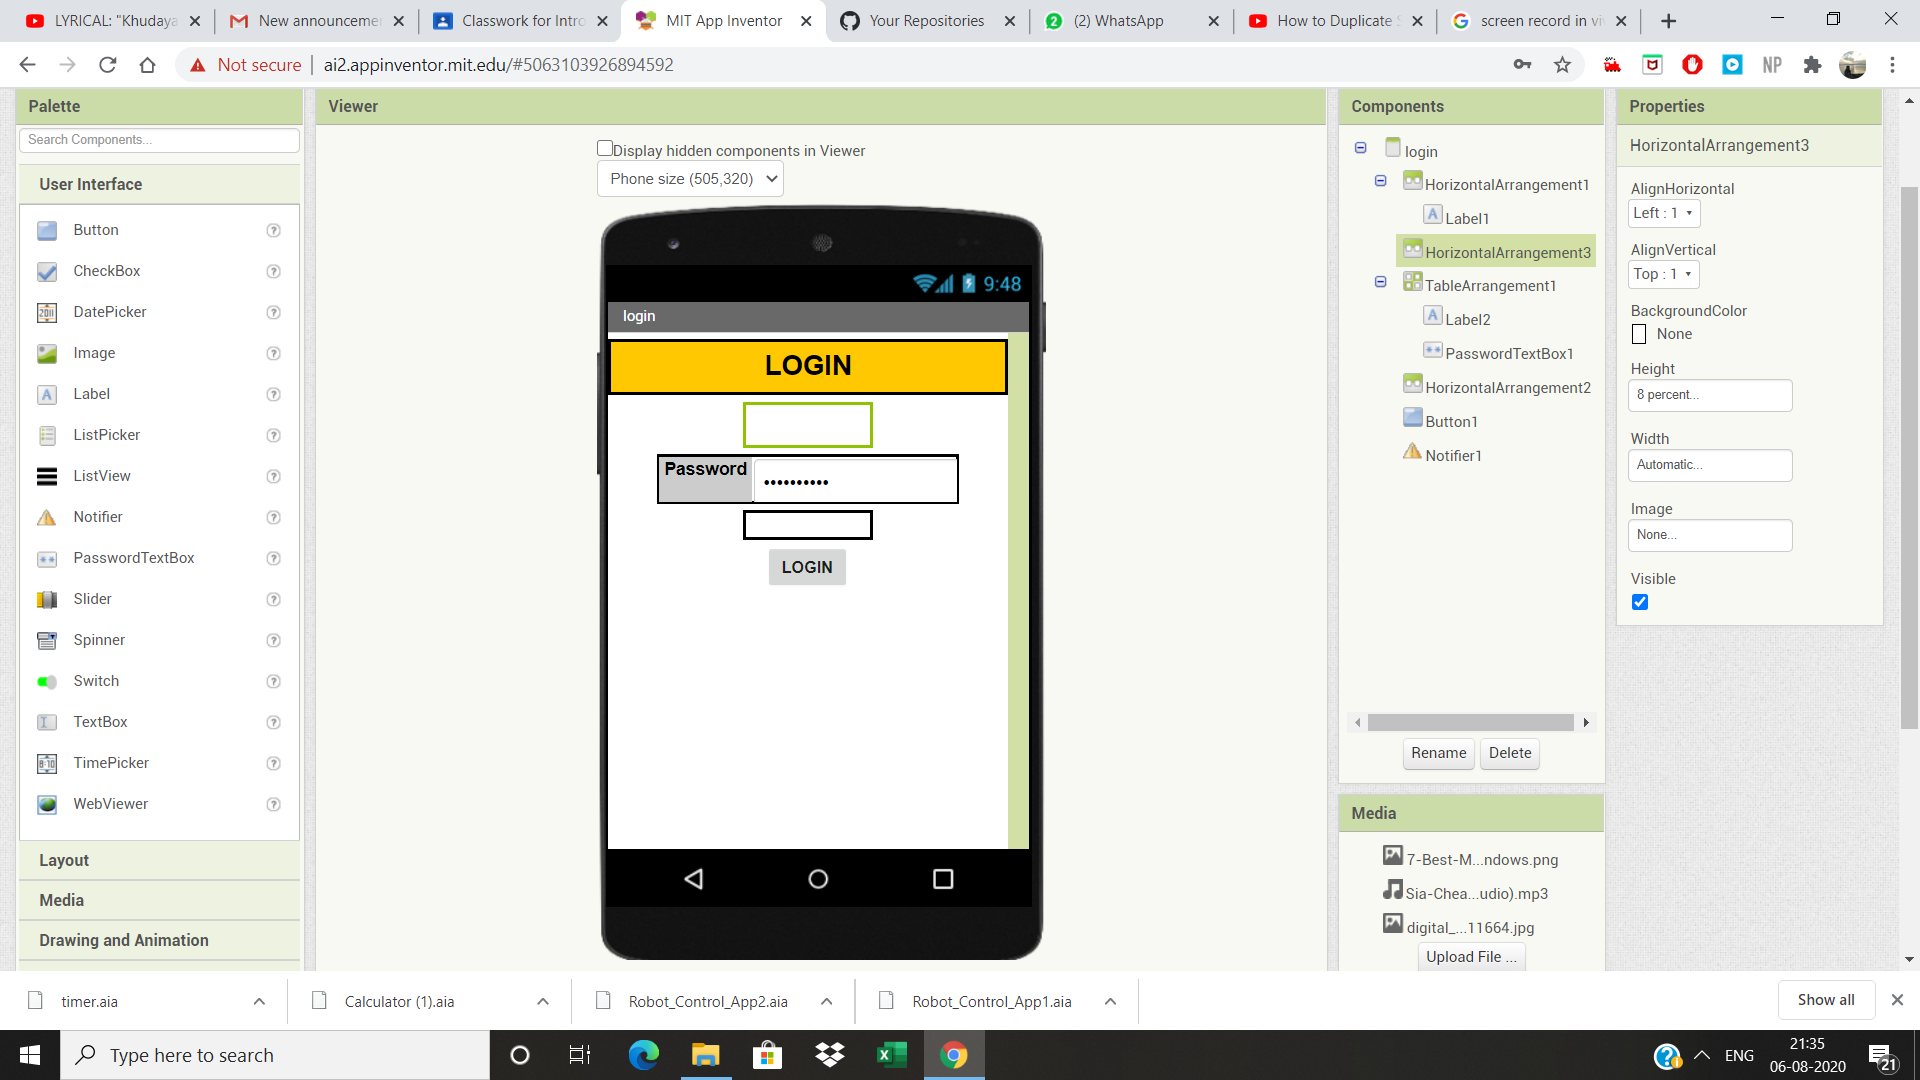 LYRICAL: "Khudaya
New announceme
Classwork for Intro
MIT App Inventor
Your Repositories
(2) WhatsApp
How to Duplicate S
screen record in vi
Not secure
ai2.appinventor.mit.edu/#5063103926894592
NP
Palette
Search Components...
User Interface
Button
CheckBox
DatePicker
Image
Label
ListPicker
ListView
Notifier
PasswordTextBox
Slider
Spinner
Switch
TextBox
TimePicker
WebViewer
Layout
Media
Drawing and Animation
Viewer
Display hidden components in Viewer
Phone size (505,320)
9:48
login
LOGIN
Password
LOGIN
Components
login
HorizontalArrangement1
Label1
HorizontalArrangement3
TableArrangement1
Label2
PasswordTextBox1
HorizontalArrangement2
Button1
Notifier1
Rename
Delete
Media
7-Best-M...ndows.png
Sia-Chea...udio).mp3
digital_...11664.jpg
Upload File ...
Properties
HorizontalArrangement3
AlignHorizontal
Left : 1
AlignVertical
Top : 1
BackgroundColor
None
Height
8 percent...
Width
Automatic...
Image
None...
Visible
timer.aia
Calculator (1).aia
Robot_Control_App2.aia
Robot_Control_App1.aia
Show all
Type here to search
ENG
21:35
06-08-2020
21